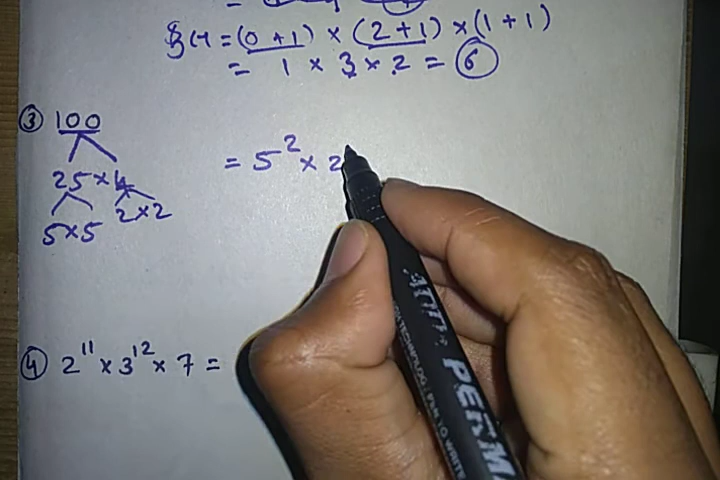 = (0+1) × (2+1) × (1+1)
= 1 × 3 × 2 = 6
③ 100
25 × 4
= 5² × 2
5×5 2×2
④ 2¹¹ × 3¹² × 7 =
PERM